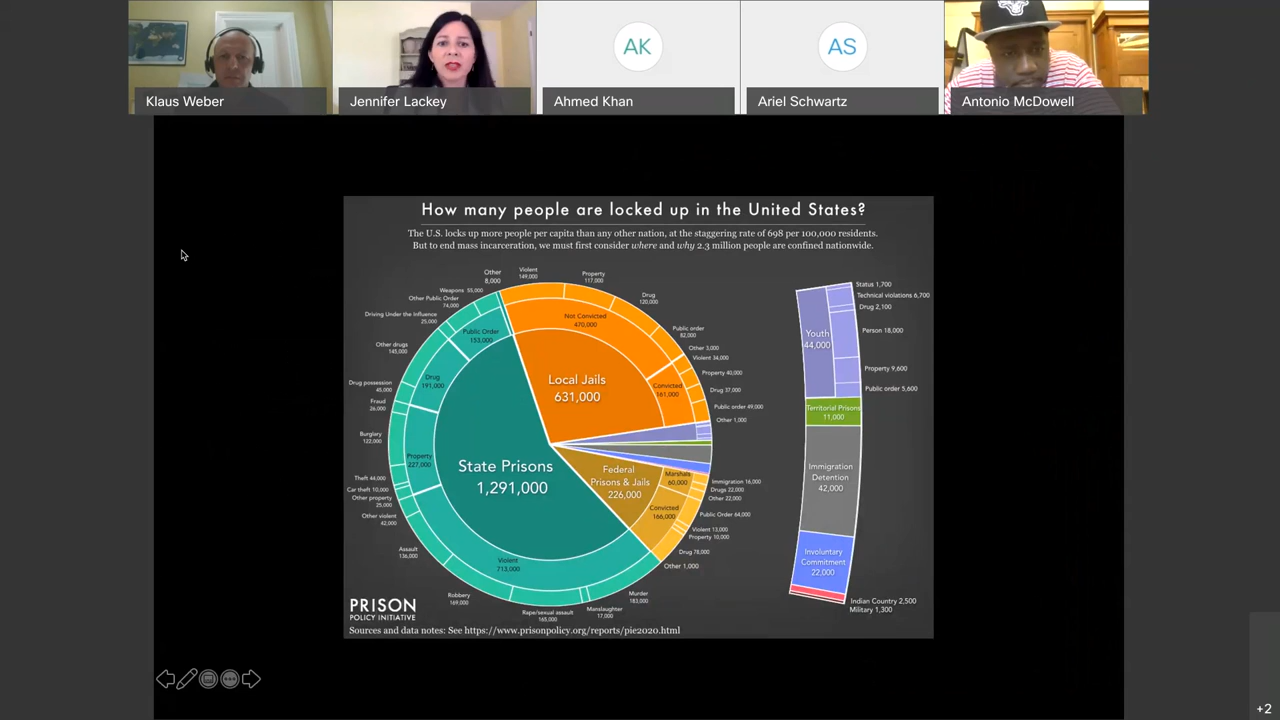 AK
AS
Klaus Weber
Jennifer Lackey
Ahmed Khan
Ariel Schwartz
Antonio McDowell
How many people are locked up in the United States?
The U.S. locks up more people per capita than any other nation, at the staggering rate of 698 per 100,000 residents.
But to end mass incarceration, we must first consider where and why 2.3 million people are confined nationwide.
Other
8,000
Violent
149,000
Property
117,000
Drug
120,000
Public order
82,000
Other 3,000
Violent 34,000
Property 40,000
Drug 37,000
Public order 49,000
Other 1,000
Not Convicted
470,000
Convicted
161,000
Local Jails
631,000
Weapons 55,000
Other Public Order
74,000
Driving Under the Influence
25,000
Public Order
153,000
Other drugs
145,000
Drug possession
45,000
Drug
191,000
Fraud
26,000
Burglary
122,000
Property
227,000
Theft 44,000
Car theft 10,000
Other property
25,000
Other violent
42,000
Assault
136,000
Robbery
169,000
Rape/sexual assault
165,000
Manslaughter
17,000
Murder
183,000
Violent
713,000
State Prisons
1,291,000
Federal
Prisons & Jails
226,000
Marshals
60,000
Convicted
166,000
Immigration 16,000
Drugs 22,000
Other 22,000
Public Order 64,000
Violent 13,000
Property 10,000
Drug 78,000
Other 1,000
Youth
44,000
Status 1,700
Technical violations 6,700
Drug 2,100
Person 18,000
Property 9,600
Public order 5,600
Territorial Prisons
11,000
Immigration
Detention
42,000
Involuntary
Commitment
22,000
Indian Country 2,500
Military 1,300
PRISON
POLICY INITIATIVE
Sources and data notes: See https://www.prisonpolicy.org/reports/pie2020.html
+2